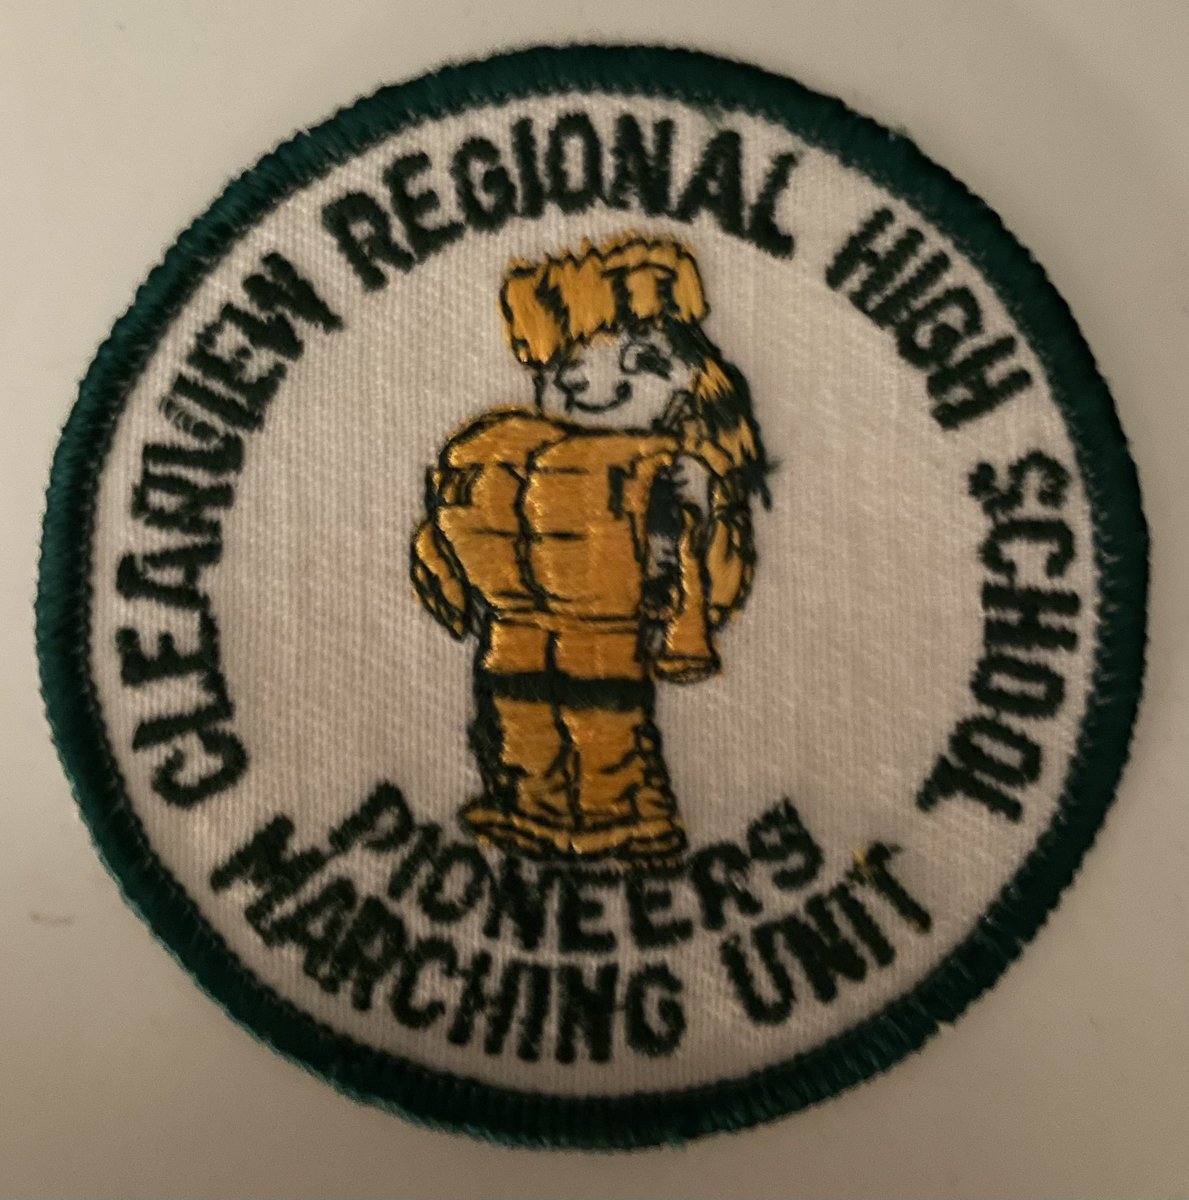 CLEARVIEW REGIONAL HIGH SCHOOL
PIONEERS
MARCHING UNIT